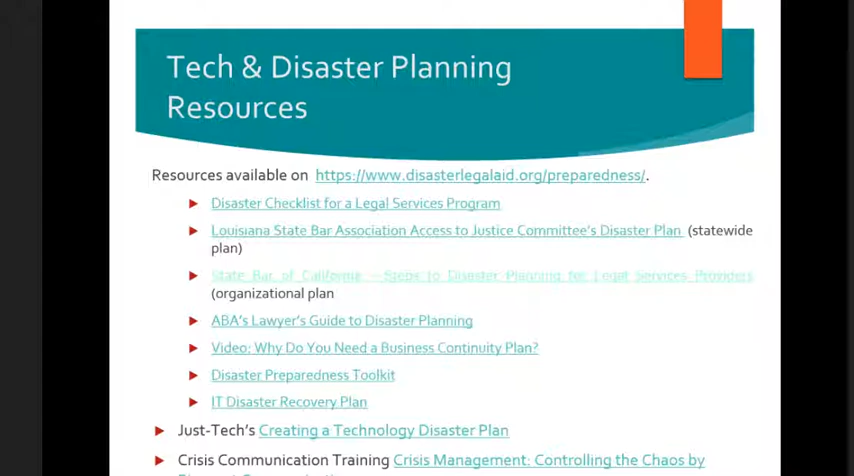 Tech & Disaster Planning
Resources
Resources available on https://www.disasterlegalaid.org/preparedness/.
Disaster Checklist for a Legal Services Program
Louisiana State Bar Association Access to Justice Committee's Disaster Plan (statewide
plan)
State Bar of California – Steps to Disaster Planning for Legal Services Providers
(organizational plan
ABA's Lawyer's Guide to Disaster Planning
Video: Why Do You Need a Business Continuity Plan?
Disaster Preparedness Toolkit
IT Disaster Recovery Plan
Just-Tech's Creating a Technology Disaster Plan
Crisis Communication Training Crisis Management: Controlling the Chaos by